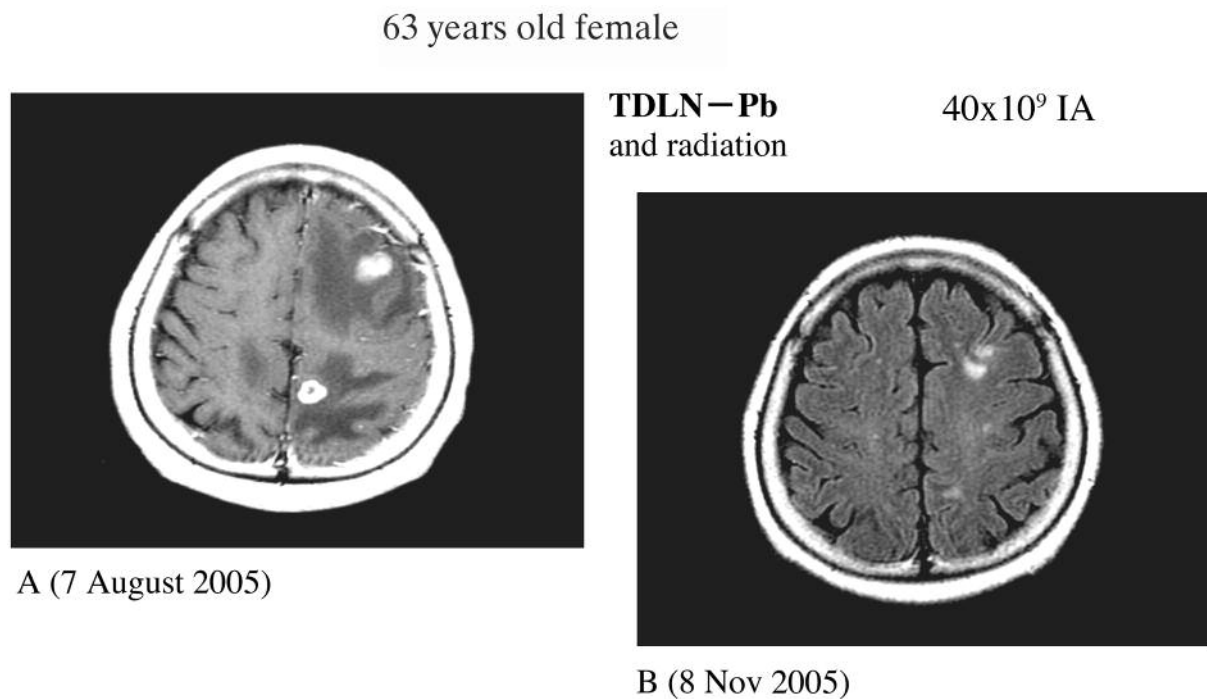 63 years old female
TDLN–Pb 40x10⁹ IA
and radiation
A (7 August 2005)
B (8 Nov 2005)